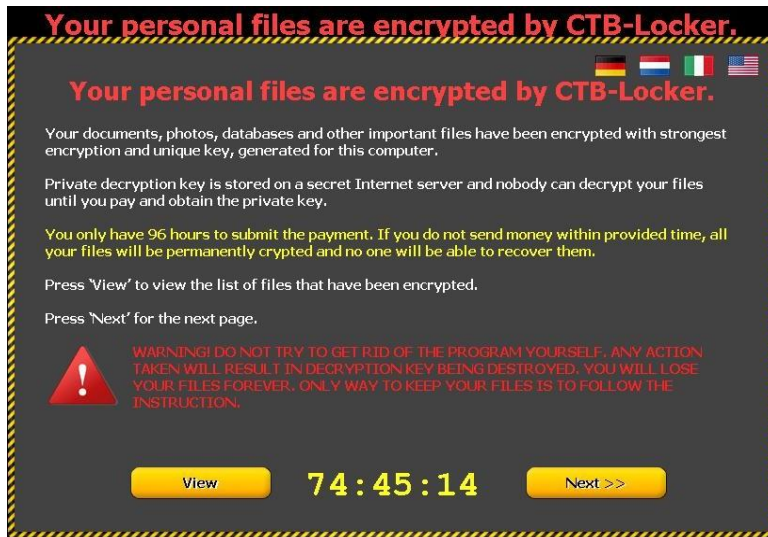 Your personal files are encrypted by CTB-Locker.
Your personal files are encrypted by CTB-Locker.
Your documents, photos, databases and other important files have been encrypted with strongest
encryption and unique key, generated for this computer.
Private decryption key is stored on a secret Internet server and nobody can decrypt your files
until you pay and obtain the private key.
You only have 96 hours to submit the payment. If you do not send money within provided time, all
your files will be permanently crypted and no one will be able to recover them.
Press 'View' to view the list of files that have been encrypted.
Press 'Next' for the next page.
WARNING! DO NOT TRY TO GET RID OF THE PROGRAM YOURSELF. ANY ACTION
TAKEN WILL RESULT IN DECRYPTION KEY BEING DESTROYED. YOU WILL LOSE
YOUR FILES FOREVER. ONLY WAY TO KEEP YOUR FILES IS TO FOLLOW THE
INSTRUCTION.
View 74:45:14 Next >>